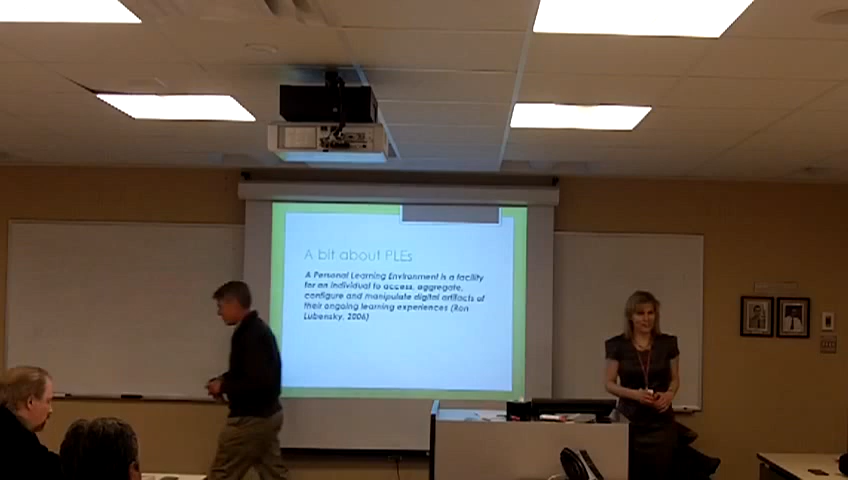 A bit about PLEs
A Personal Learning Environment is a facility
for an individual to access, aggregate,
configure and manipulate digital artifacts of
their ongoing learning experiences (Ron
Lubensky, 2006)